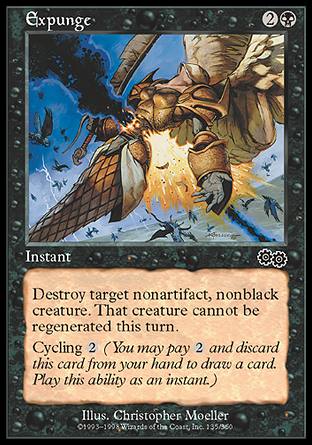 Expunge 2
Instant
Destroy target nonartifact, nonblack
creature. That creature cannot be
regenerated this turn.
Cycling 2 (You may pay 2 and discard
this card from your hand to draw a card.
Play this ability as an instant.)
Illus. Christopher Moeller
©1993–1998 Wizards of the Coast, Inc. 135/350